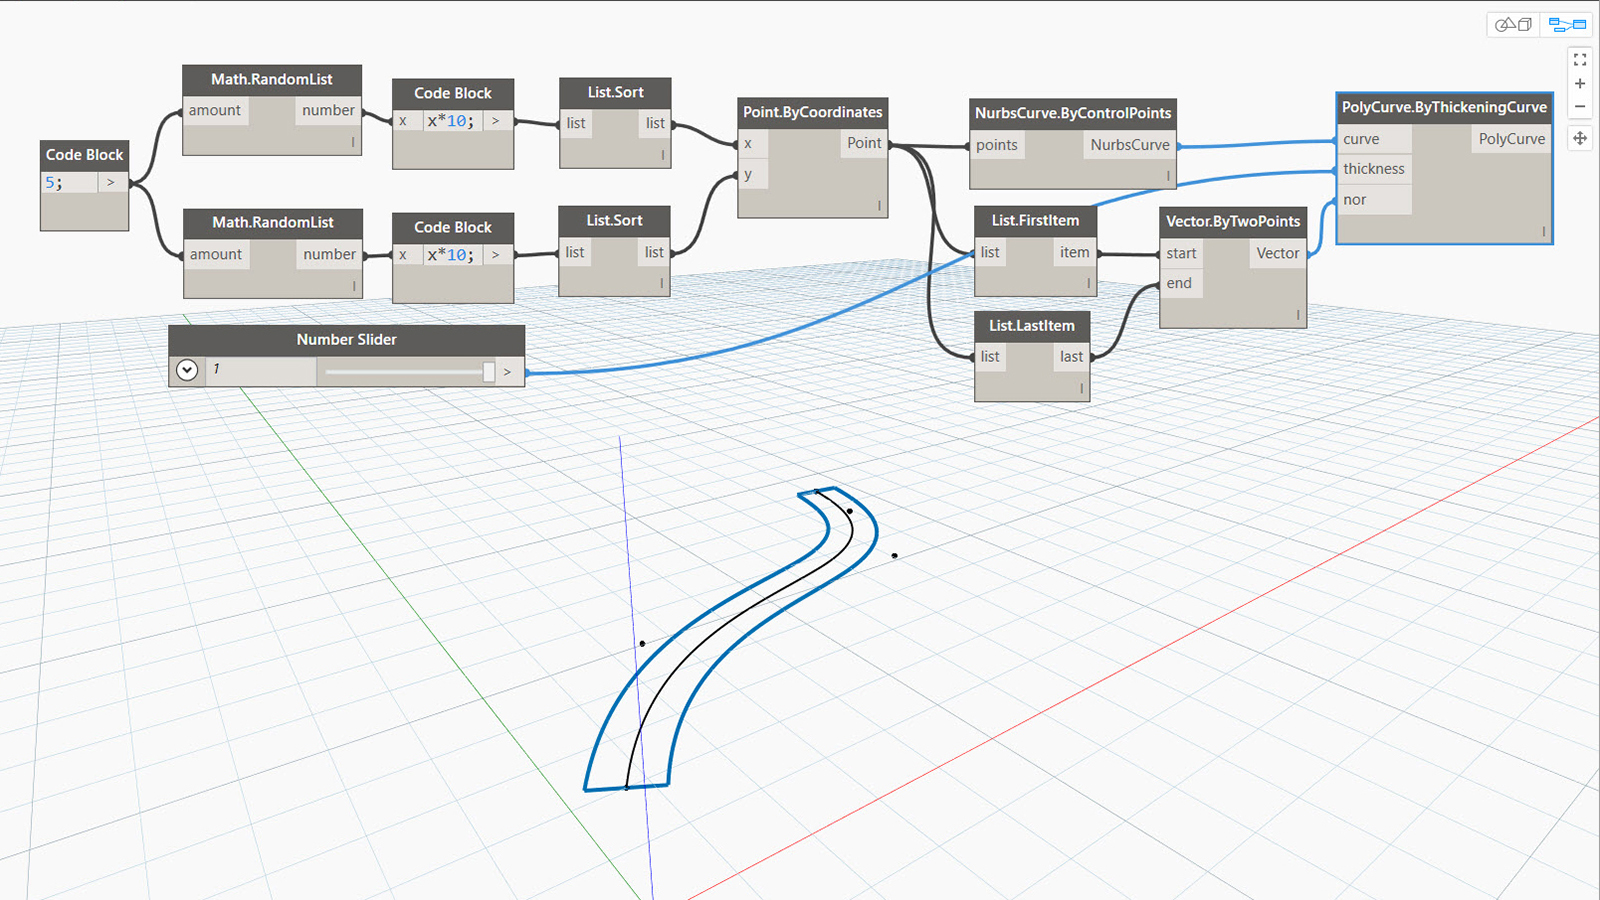 Code Block
5; >
Math.RandomList
amount number
Math.RandomList
amount number
Code Block
x x*10; >
Code Block
x x*10; >
List.Sort
list list
List.Sort
list list
Number Slider
1 >
Point.ByCoordinates
x Point
y
NurbsCurve.ByControlPoints
points NurbsCurve
List.FirstItem
list item
List.LastItem
list last
Vector.ByTwoPoints
start Vector
end
PolyCurve.ByThickeningCurve
curve PolyCurve
thickness
nor